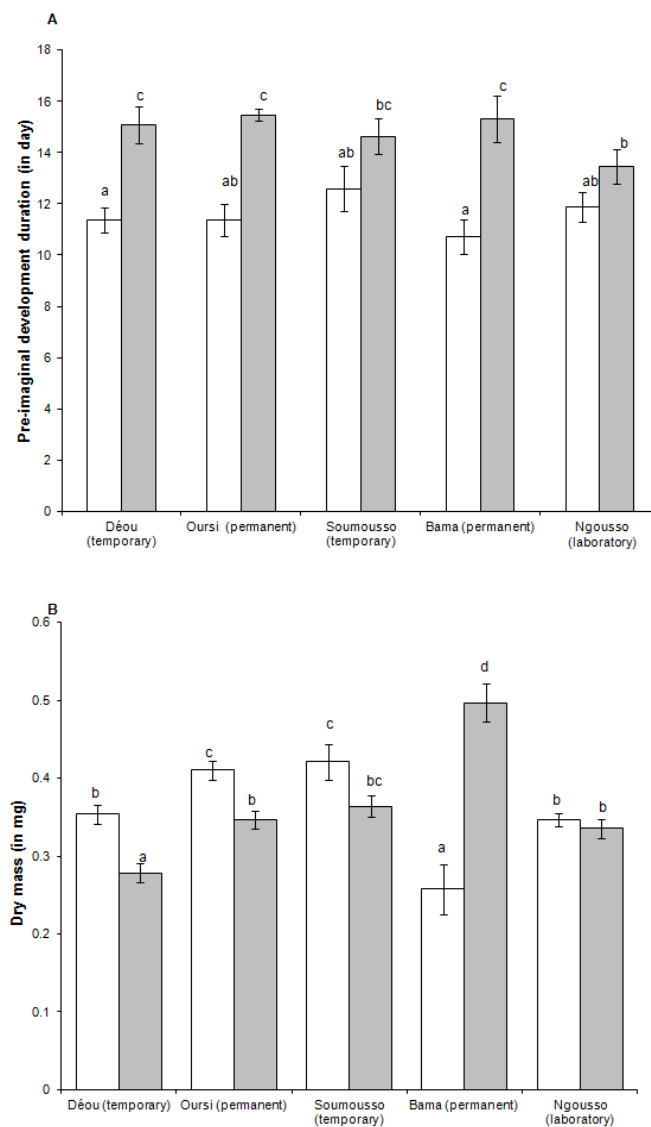 A
Pre-imaginal development duration (in day)
18
16
14
12
10
8
6
4
2
0
a
c
ab
c
ab
bc
a
c
ab
b
Déou
(temporary)
Oursi (permanent)
Soumousso
(temporary)
Bama (permanent)
Ngousso
(laboratory)
B
Dry mass (in mg)
0.6
0.5
0.4
0.3
0.2
0.1
0
b
a
c
b
c
bc
a
d
b
b
Déou (temporary)
Oursi (permanent)
Soumousso
(temporary)
Bama (permanent)
Ngousso
(laboratory)